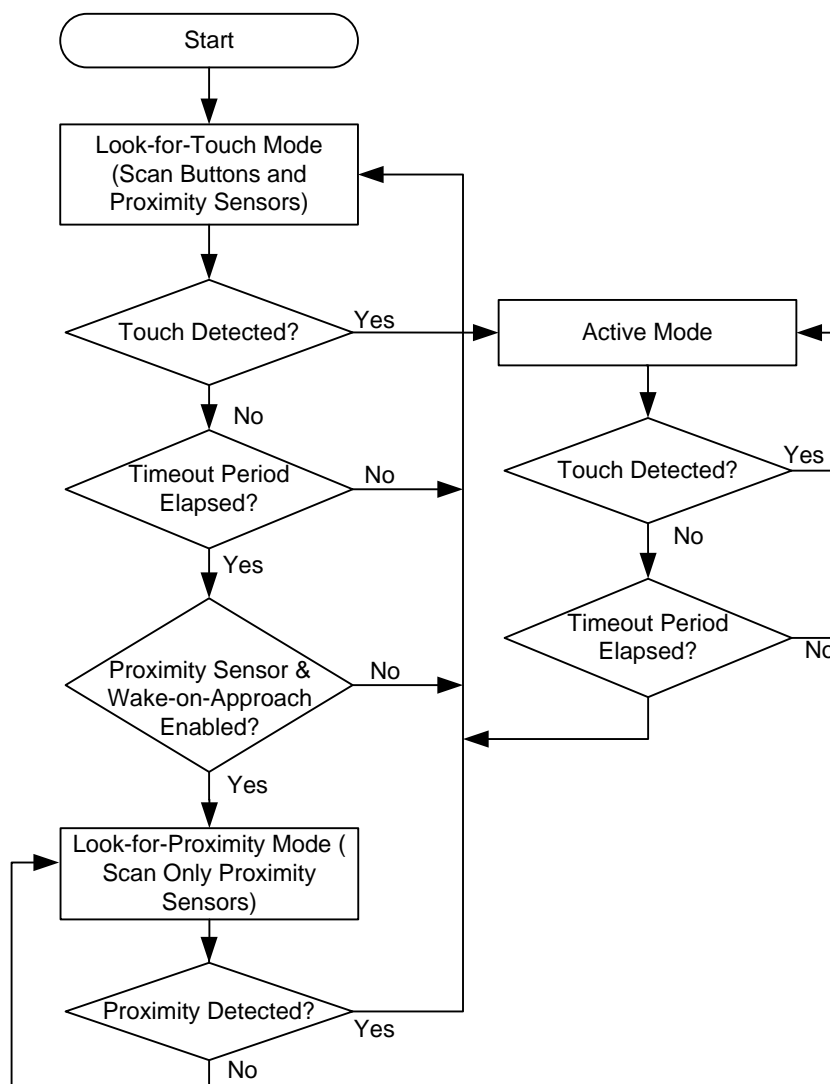 Start
Look-for-Touch Mode
(Scan Buttons and
Proximity Sensors)
Touch Detected?
Yes
No
Timeout Period
Elapsed?
No
Yes
Proximity Sensor &
Wake-on-Approach
Enabled?
No
Yes
Look-for-Proximity Mode (
Scan Only Proximity
Sensors)
Proximity Detected?
Yes
No
Active Mode
Touch Detected?
Yes
No
Timeout Period
Elapsed?
No